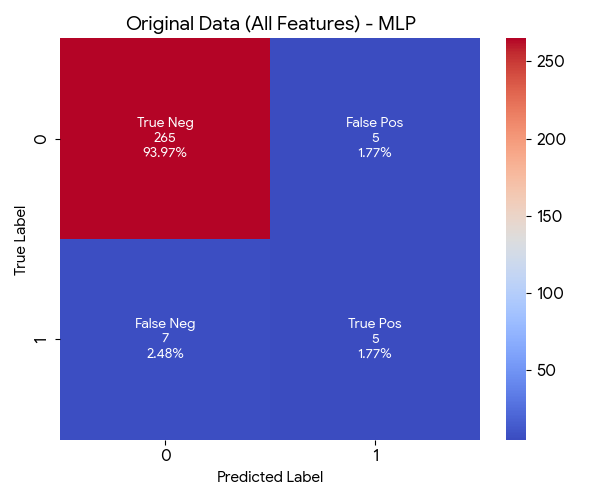 Original Data (All Features) - MLP
True Neg
265
93.97%
False Pos
5
1.77%
False Neg
7
2.48%
True Pos
5
1.77%
0
1
True Label
0
1
Predicted Label
250
200
150
100
50